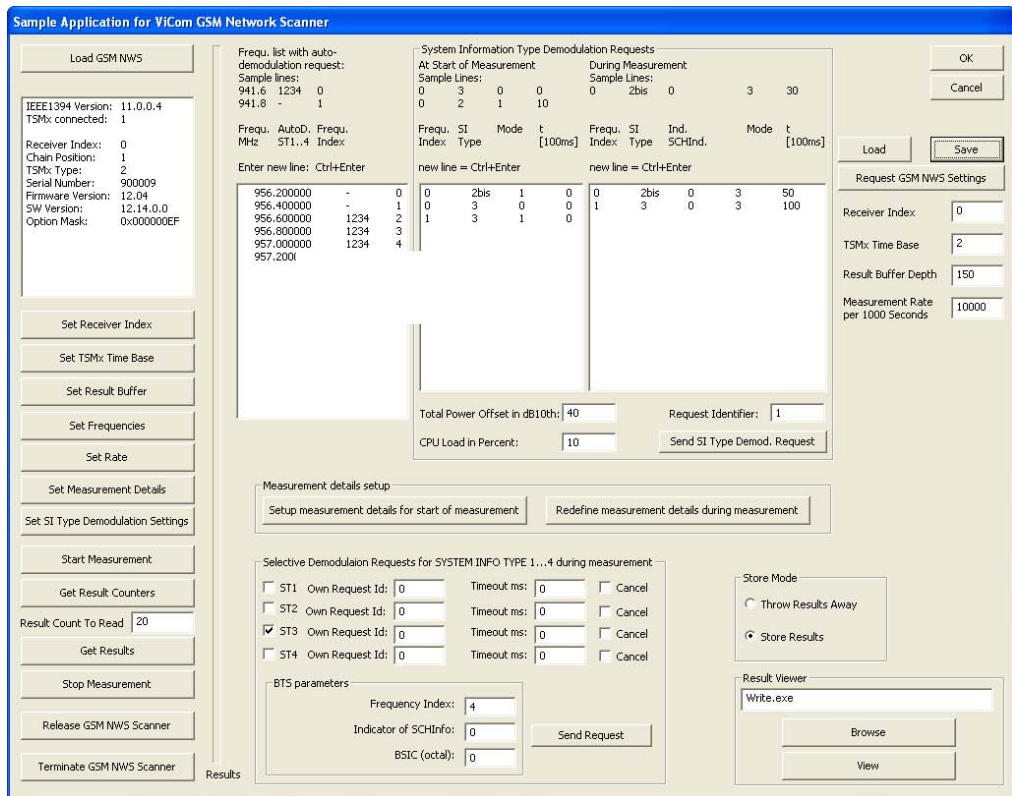 Sample Application for ViCom GSM Network Scanner
Load GSM NWS
IEEE1394 Version: 11.0.0.4
TSMx connected: 1
Receiver Index: 0
Chain Position: 1
TSMx Type: 2
Serial Number: 900009
Firmware Version: 12.04
SW Version: 12.14.0.0
Option Mask: 0x000000EF
Set Receiver Index
Set TSMx Time Base
Set Result Buffer
Set Frequencies
Set Rate
Set Measurement Details
Set SI Type Demodulation Settings
Start Measurement
Get Result Counters
Result Count To Read 20
Get Results
Stop Measurement
Release GSM NWS Scanner
Terminate GSM NWS Scanner
Results
Frequ. list with auto-
demodulation request:
Sample lines:
941.6 1234 0
941.8 - 1
Frequ. AutoD. Frequ.
MHz ST1..4 Index
Enter new line: Ctrl+Enter
956.200000 - 0
956.400000 - 1
956.600000 1234 2
956.800000 1234 3
957.000000 1234 4
957.200(
System Information Type Demodulation Requests
At Start of Measurement
Sample Lines:
0 3 0 0
0 2 1 10
Frequ. SI Mode t
Index Type [100ms]
new line = Ctrl+Enter
0 2bis 1 0
0 3 0 0
1 3 1 0
During Measurement
Sample Lines:
0 2bis 0 3 30
Frequ. SI Ind. Mode t
Index Type SCHInd. [100ms]
new line = Ctrl+Enter
0 2bis 0 3 50
1 3 0 3 100
Total Power Offset in dB10th: 40
Request Identifier: 1
CPU Load in Percent: 10
Send SI Type Demod. Request
Measurement details setup
Setup measurement details for start of measurement
Redefine measurement details during measurement
Selective Demodulaion Requests for SYSTEM INFO TYPE 1...4 during measurement
ST1 Own Request Id: 0 Timeout ms: 0 Cancel
ST2 Own Request Id: 0 Timeout ms: 0 Cancel
ST3 Own Request Id: 0 Timeout ms: 0 Cancel
ST4 Own Request Id: 0 Timeout ms: 0 Cancel
BTS parameters
Frequency Index: 4
Indicator of SCHInfo: 0
BSIC (octal): 0
Send Request
OK
Cancel
Load
Save
Request GSM NWS Settings
Receiver Index 0
TSMx Time Base 2
Result Buffer Depth 150
Measurement Rate
per 1000 Seconds 10000
Store Mode
Throw Results Away
Store Results
Result Viewer
Write.exe
Browse
View